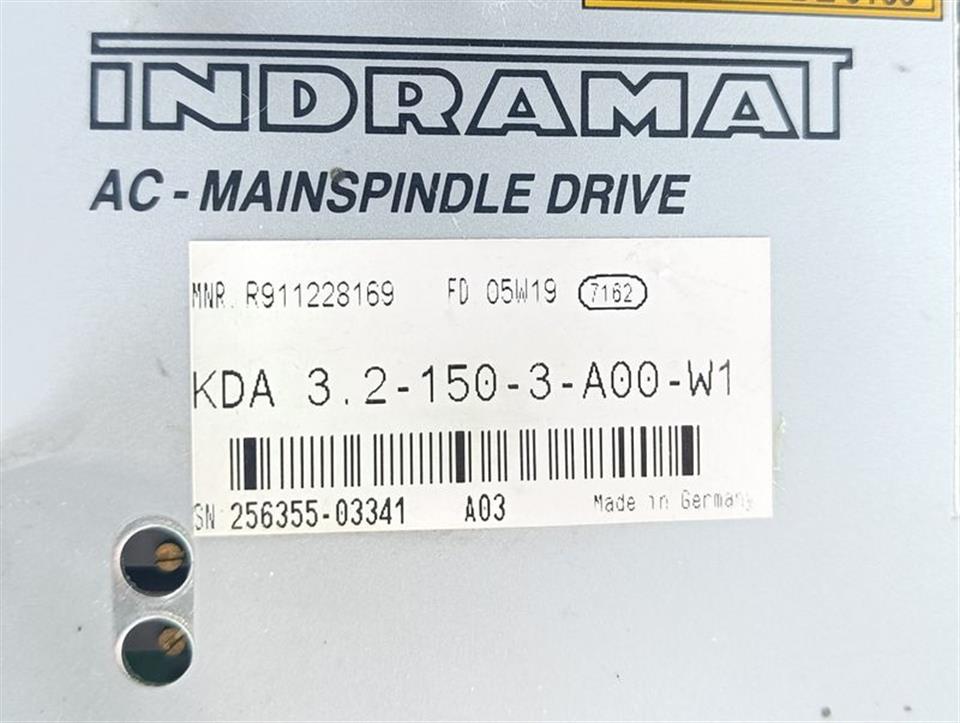 INDRAMAT
AC - MAINSPINDLE DRIVE
MNR. R911228169 FD 05W19 7162
KDA 3.2-150-3-A00-W1
SN 256355-03341 A03 Made in Germany